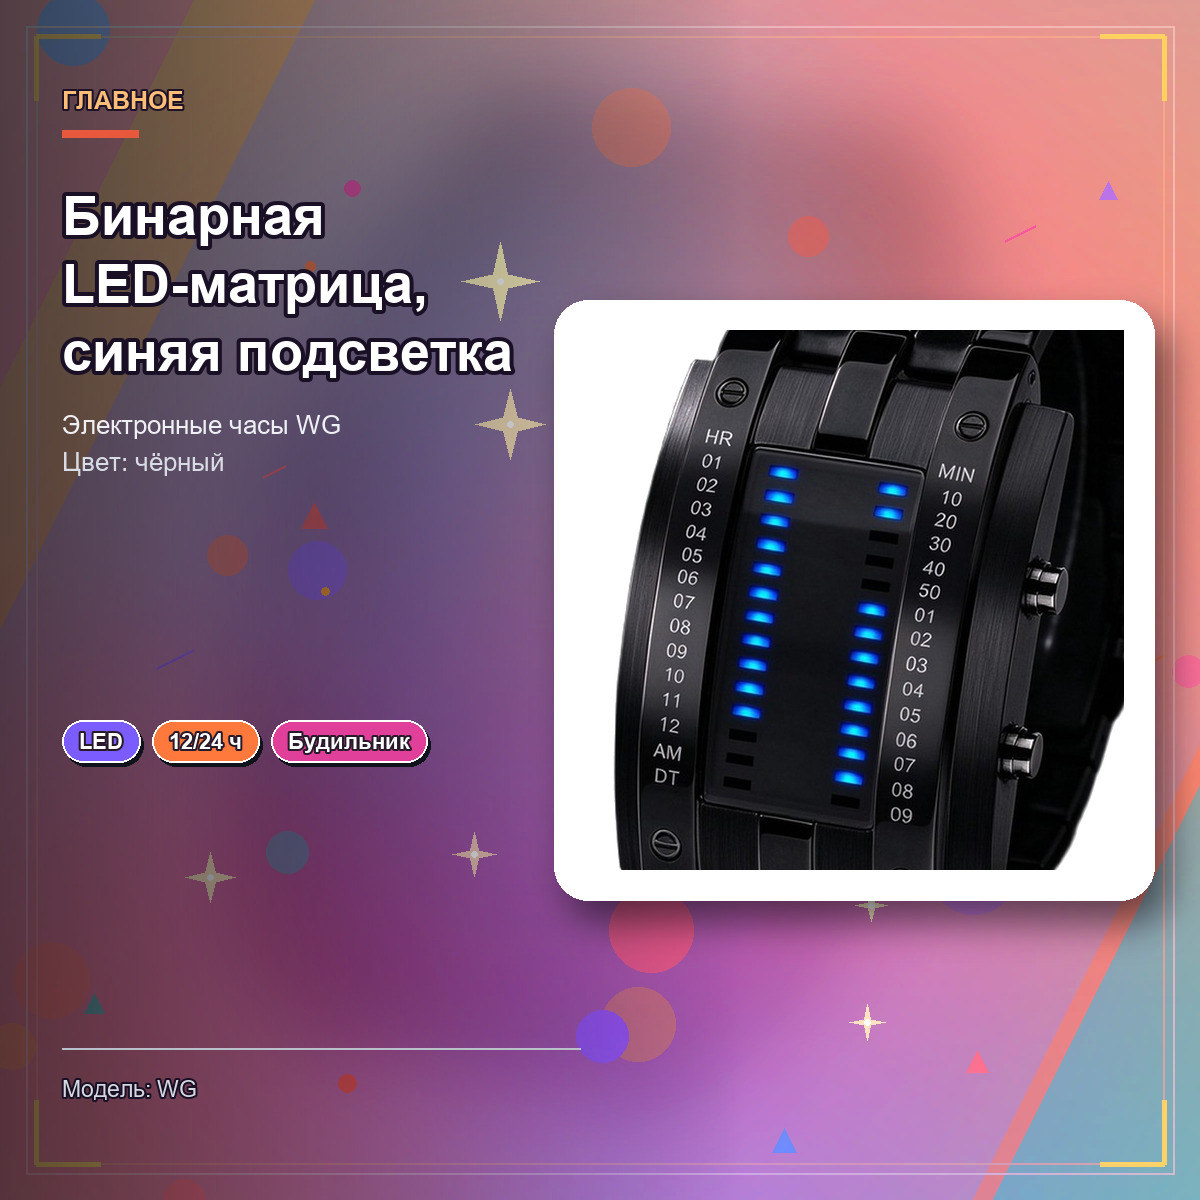 ГЛАВНОЕ
Бинарная
LED-матрица,
синяя подсветка
Электронные часы WG
Цвет: чёрный
LED
12/24 ч
Будильник
HR
01
02
03
04
05
06
07
08
09
10
11
12
AM
DT
MIN
10
20
30
40
50
01
02
03
04
05
06
07
08
09
Модель: WG